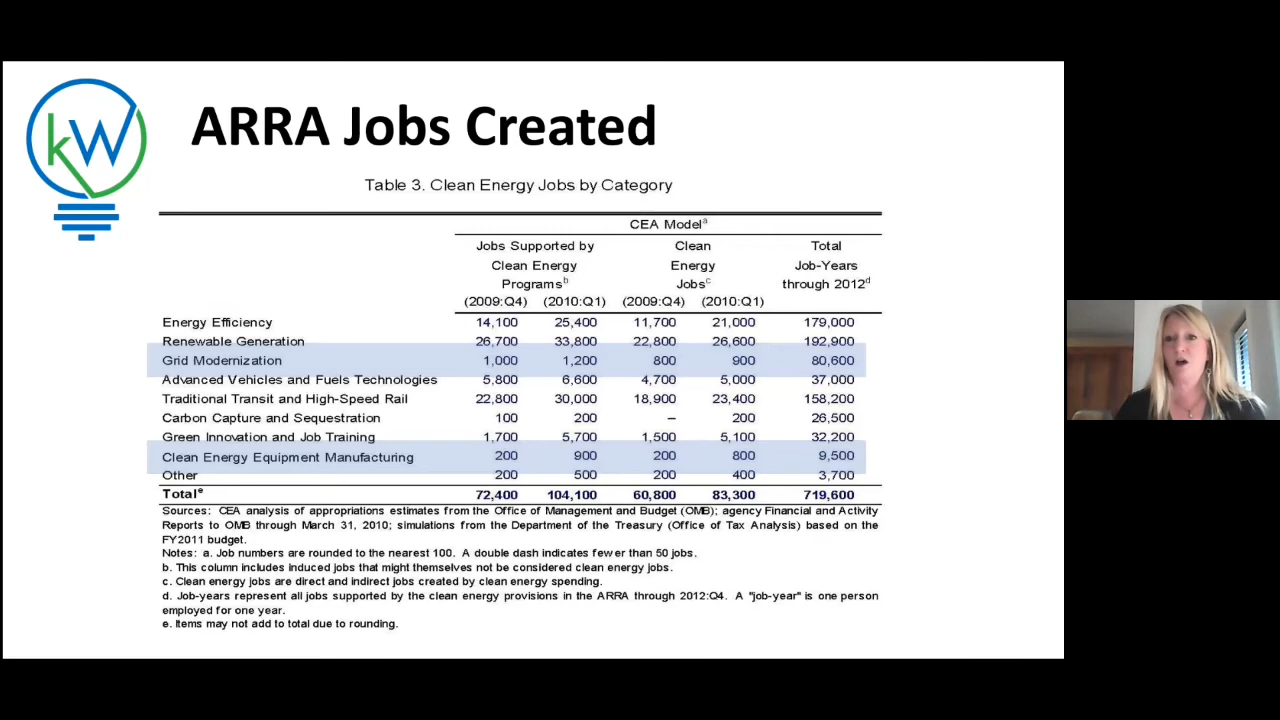 kW
ARRA Jobs Created
Table 3. Clean Energy Jobs by Category
CEA Modelª
Jobs Supported by Clean Total
Clean Energy Energy Job-Years
Programsᵇ Jobsᶜ through 2012ᵈ
(2009:Q4) (2010:Q1) (2009:Q4) (2010:Q1)
Energy Efficiency 14,100 25,400 11,700 21,000 179,000
Renewable Generation 26,700 33,800 22,800 26,600 192,900
Grid Modernization 1,000 1,200 800 900 80,600
Advanced Vehicles and Fuels Technologies 5,800 6,600 4,700 5,000 37,000
Traditional Transit and High-Speed Rail 22,800 30,000 18,900 23,400 158,200
Carbon Capture and Sequestration 100 200 – 200 26,500
Green Innovation and Job Training 1,700 5,700 1,500 5,100 32,200
Clean Energy Equipment Manufacturing 200 900 200 800 9,500
Other 200 500 200 400 3,700
Totalᵉ 72,400 104,100 60,800 83,300 719,600
Sources: CEA analysis of appropriations estimates from the Office of Management and Budget (OMB); agency Financial and Activity
Reports to OMB through March 31, 2010; simulations from the Department of the Treasury (Office of Tax Analysis) based on the
FY2011 budget.
Notes: a. Job numbers are rounded to the nearest 100. A double dash indicates fewer than 50 jobs.
b. This column includes induced jobs that might themselves not be considered clean energy jobs.
c. Clean energy jobs are direct and indirect jobs created by clean energy spending.
d. Job-years represent all jobs supported by the clean energy provisions in the ARRA through 2012:Q4. A "job-year" is one person
employed for one year.
e. Items may not add to total due to rounding.